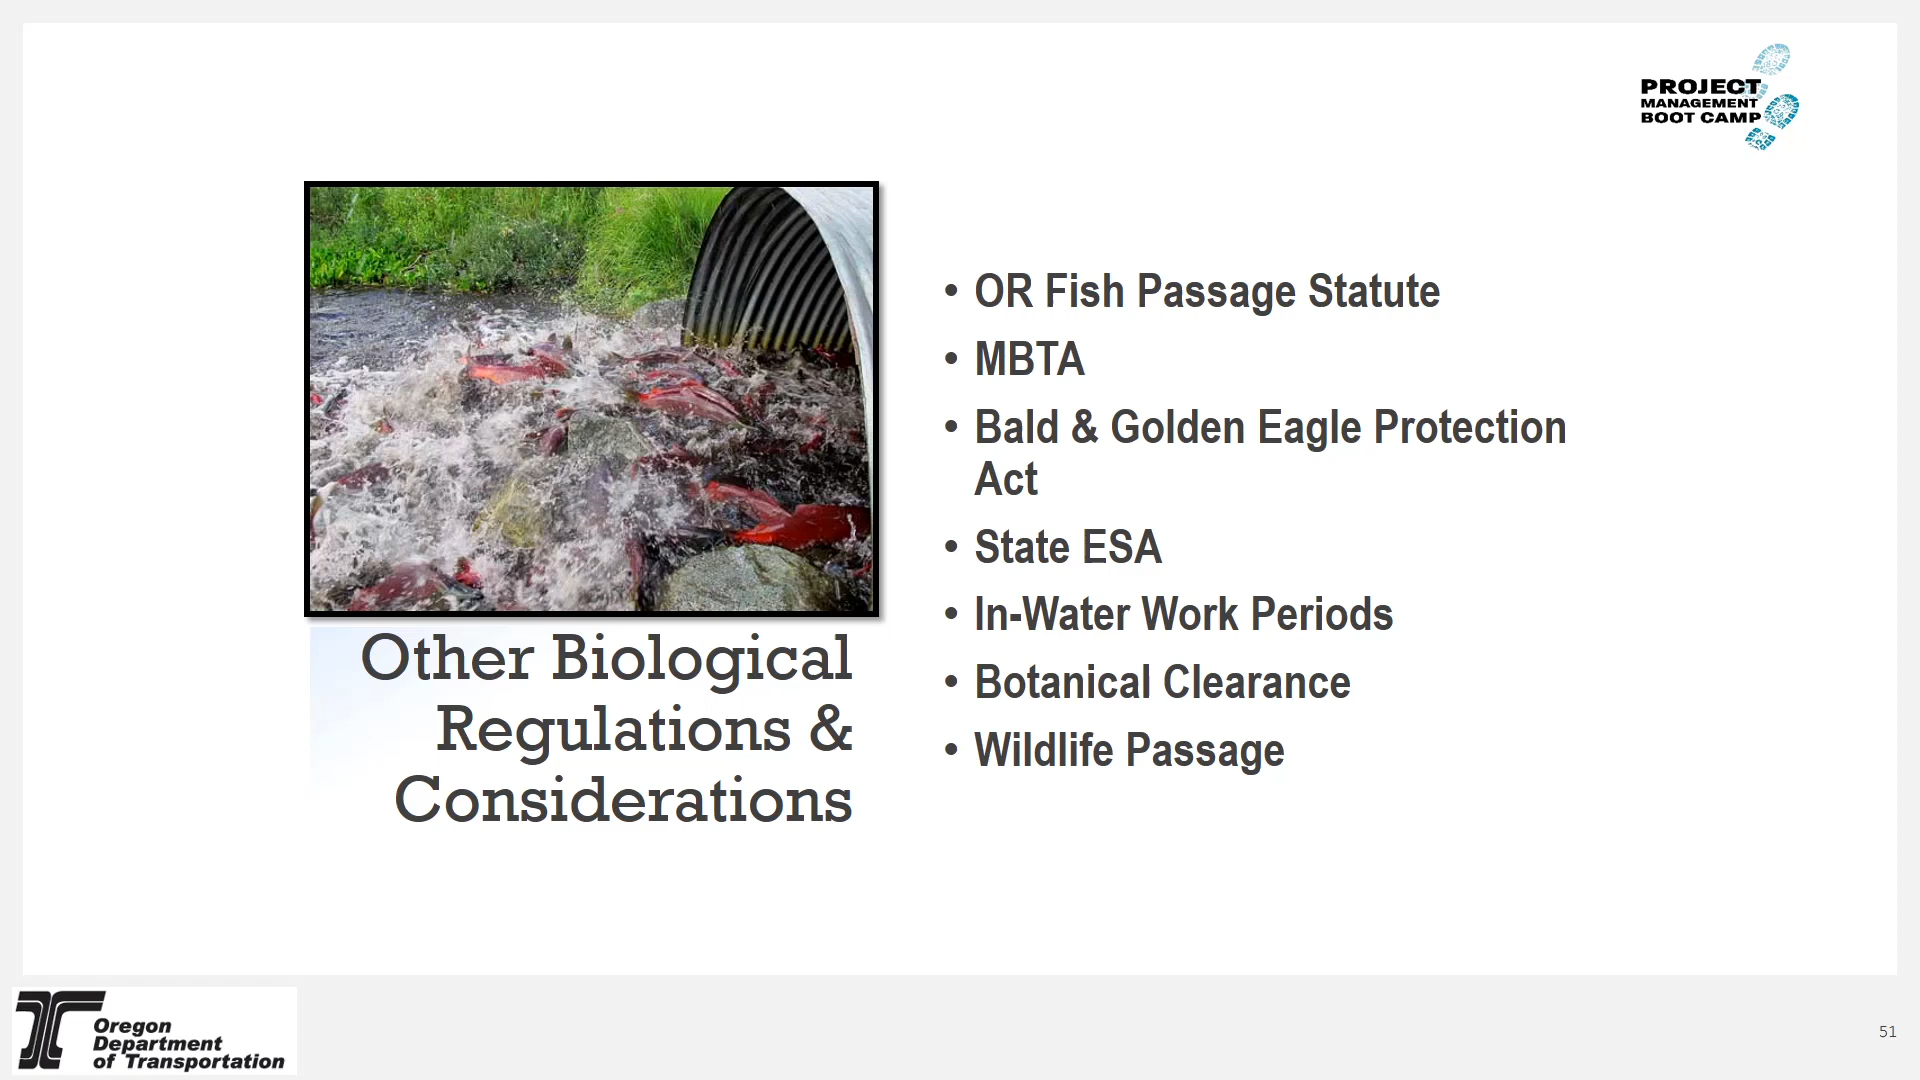 PROJECT
MANAGEMENT
BOOT CAMP
Other Biological
Regulations &
Considerations
• OR Fish Passage Statute
• MBTA
• Bald & Golden Eagle Protection
Act
• State ESA
• In-Water Work Periods
• Botanical Clearance
• Wildlife Passage
Oregon
Department
of Transportation
51